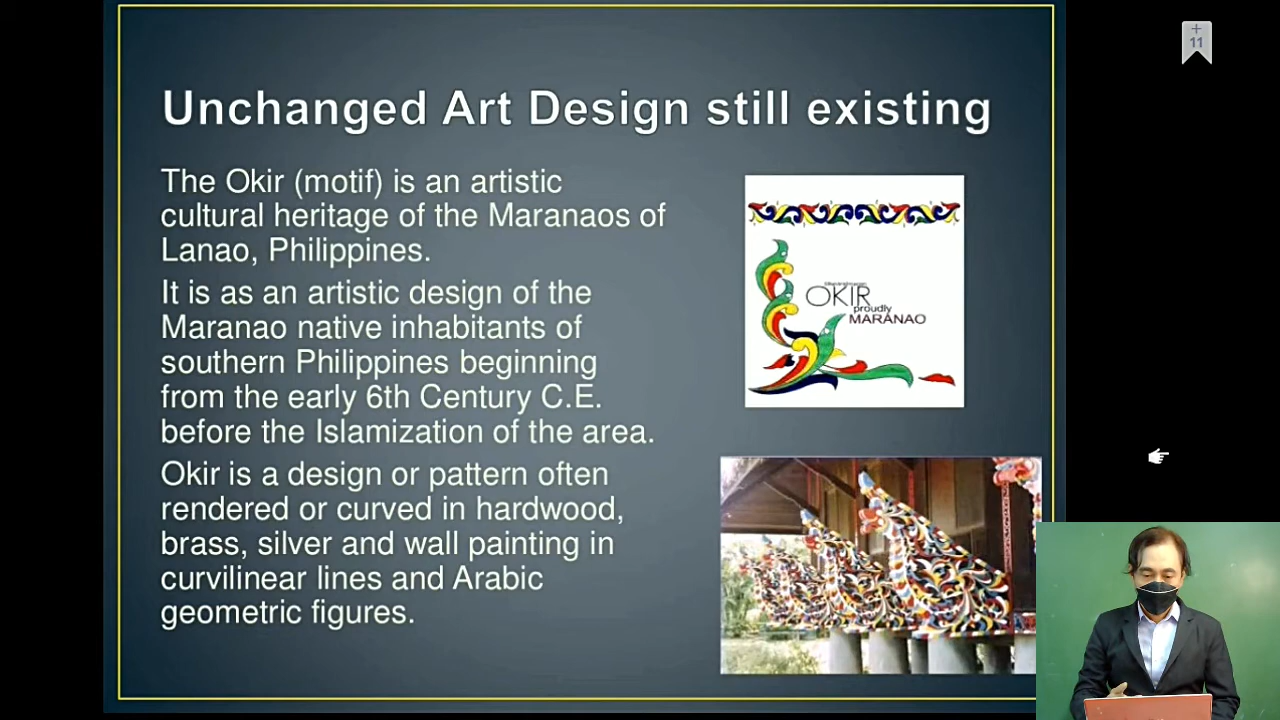 +
11
Unchanged Art Design still existing
The Okir (motif) is an artistic
cultural heritage of the Maranaos of
Lanao, Philippines.
It is as an artistic design of the
Maranao native inhabitants of
southern Philippines beginning
from the early 6th Century C.E.
before the Islamization of the area.
Okir is a design or pattern often
rendered or curved in hardwood,
brass, silver and wall painting in
curvilinear lines and Arabic
geometric figures.
OKIR
proudly
MARANAO